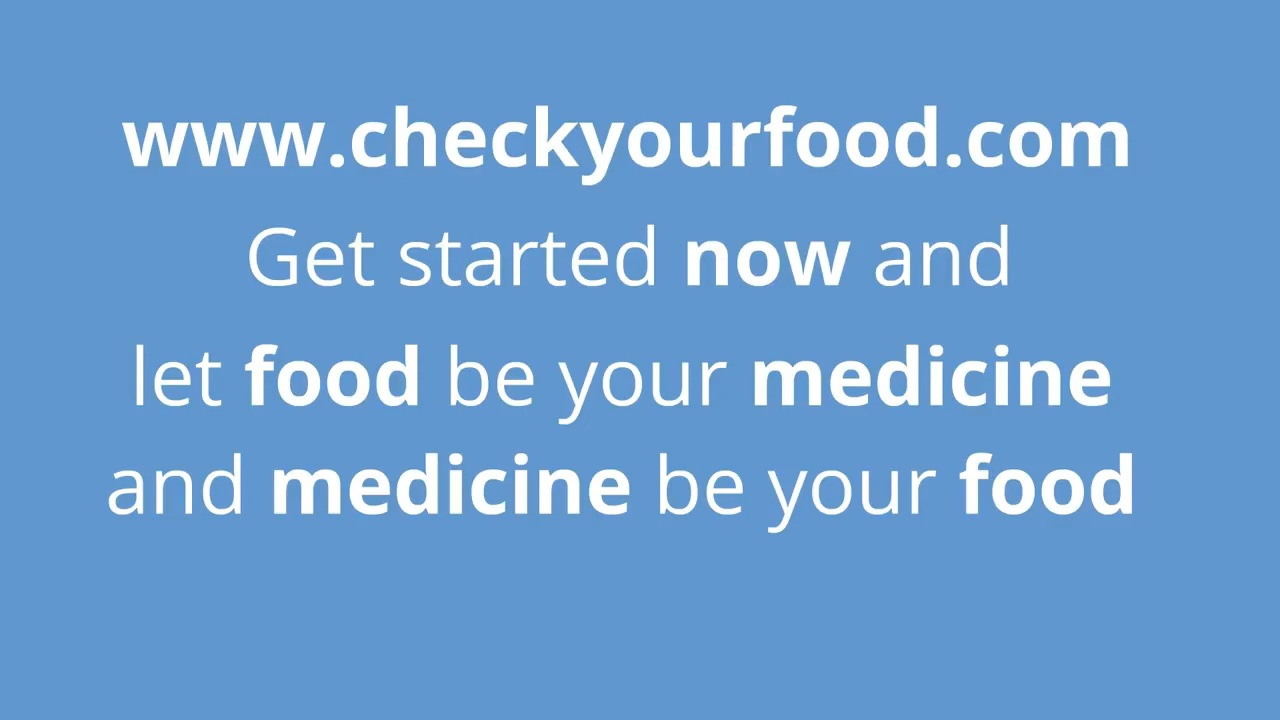 www.checkyourfood.com
Get started now and
let food be your medicine
and medicine be your food